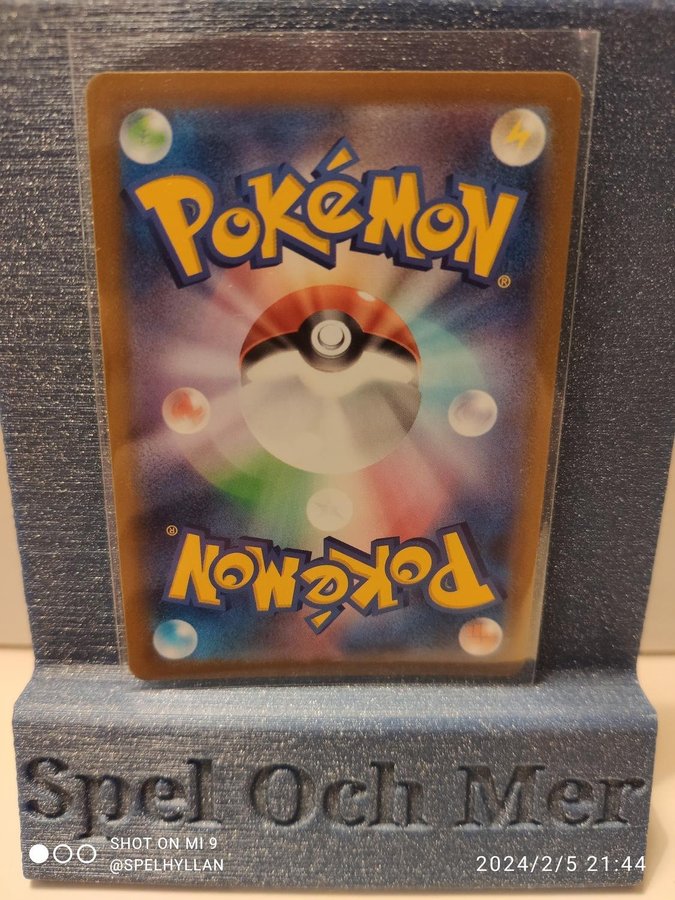 POKéMON
®
®
POKéMON
Spel Och Mer
SHOT ON MI 9
@SPELHYLLAN
2024/2/5 21:44